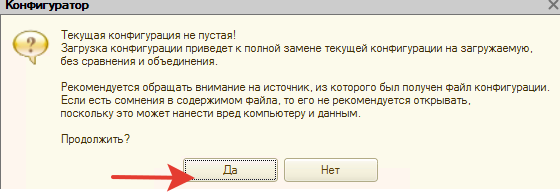 Конфигуратор
Текущая конфигурация не пустая!
Загрузка конфигурации приведет к полной замене текущей конфигурации на загружаемую,
без сравнения и объединения.
Рекомендуется обращать внимание на источник, из которого был получен файл конфигурации.
Если есть сомнения в содержимом файла, то его не рекомендуется открывать,
поскольку это может нанести вред компьютеру и данным.
Продолжить?
Да Нет